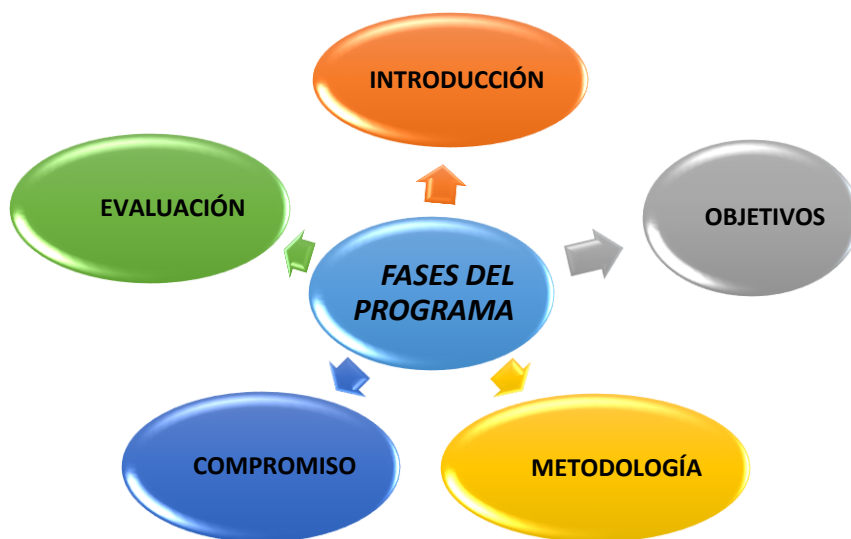 INTRODUCCIÓN
EVALUACIÓN
OBJETIVOS
FASES DEL
PROGRAMA
COMPROMISO
METODOLOGÍA